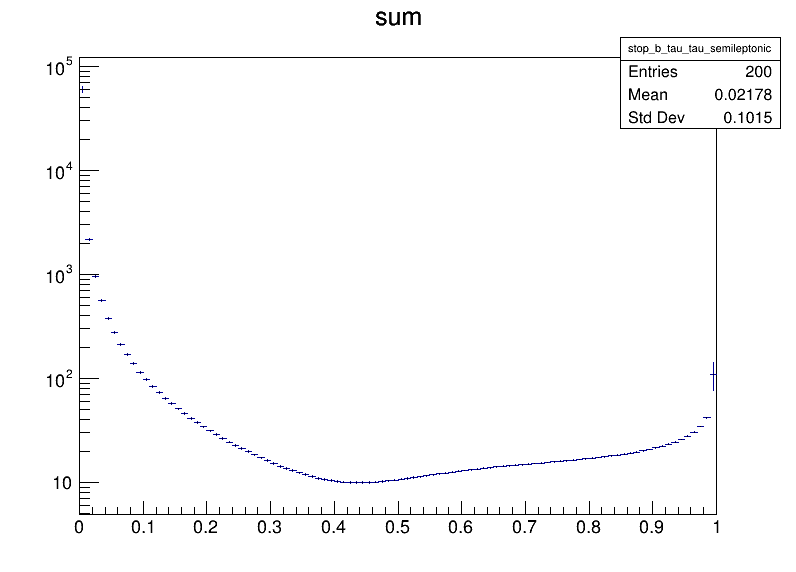 sum
stop_b_tau_tau_semileptonic
Entries 200
Mean 0.02178
Std Dev 0.1015
10^5
10^4
10^3
10^2
10
0 0.1 0.2 0.3 0.4 0.5 0.6 0.7 0.8 0.9 1